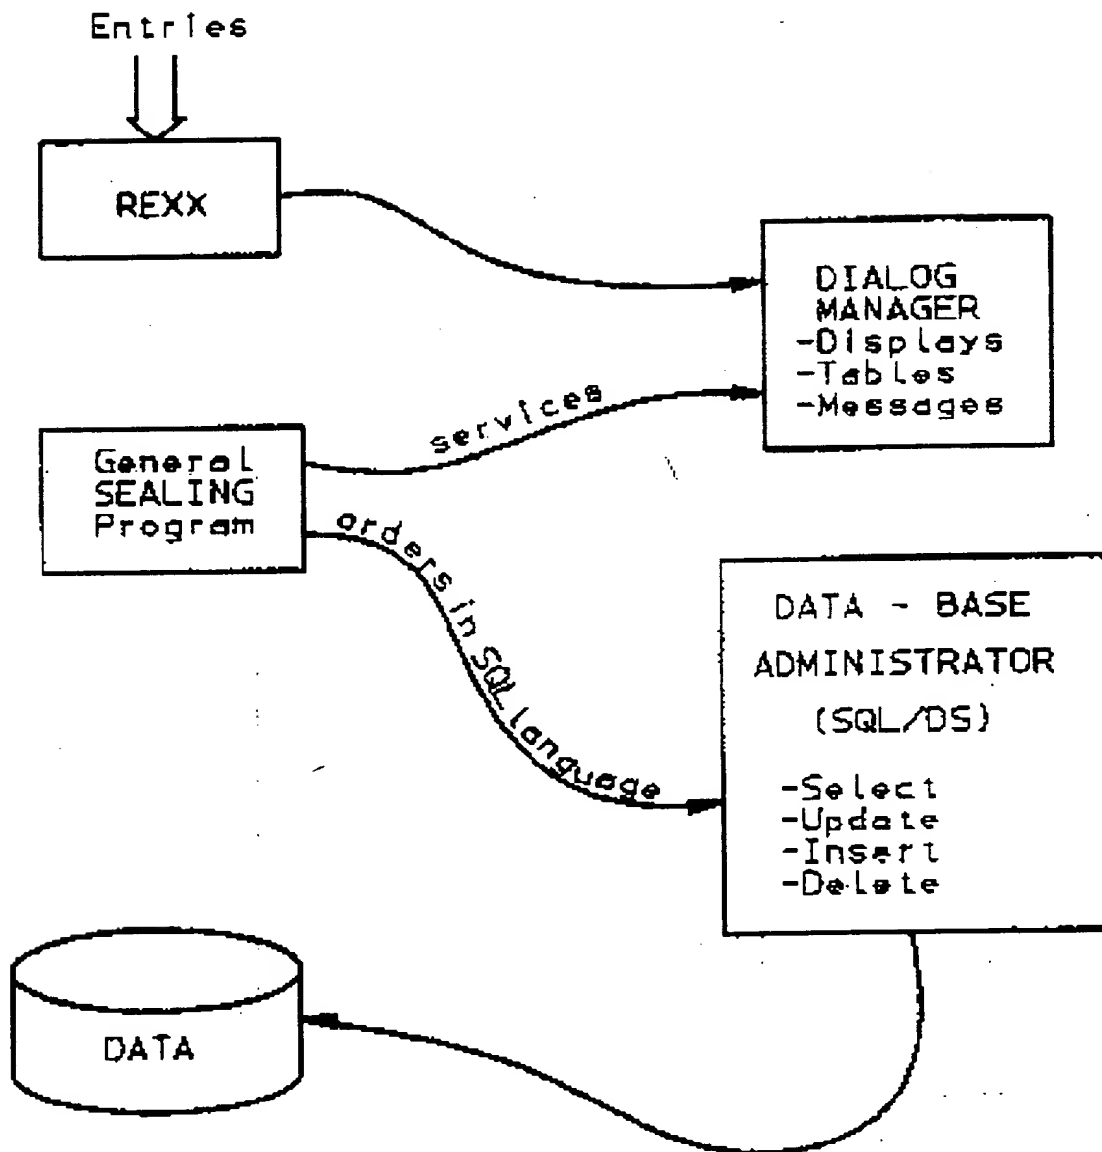 Entries
REXX
DIALOG
MANAGER
-Displays
-Tables
-Messages
services
General
SEALING
Program
orders in SQL language
DATA - BASE
ADMINISTRATOR
(SQL/DS)
-Select
-Update
-Insert
-Delete
DATA